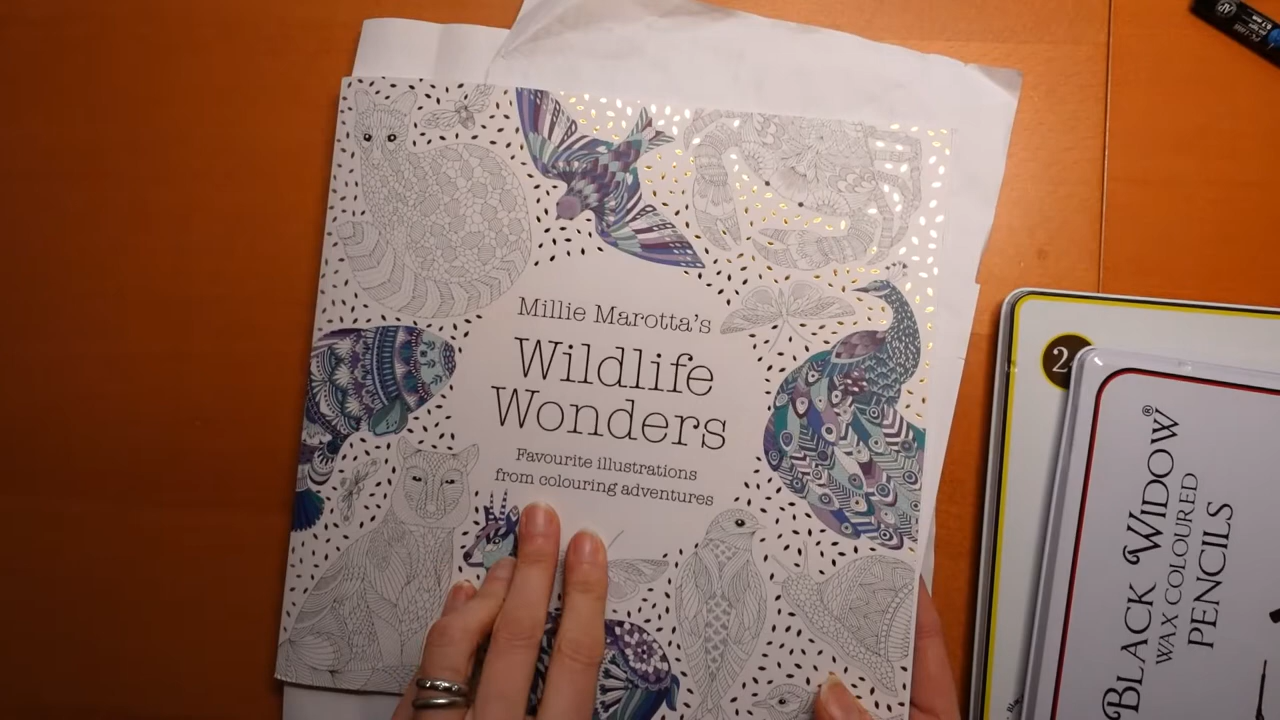 Millie Marotta's
Wildlife
Wonders
Favourite illustrations
from colouring adventures
BLACK WIDOW®
WAX COLOURED
PENCILS